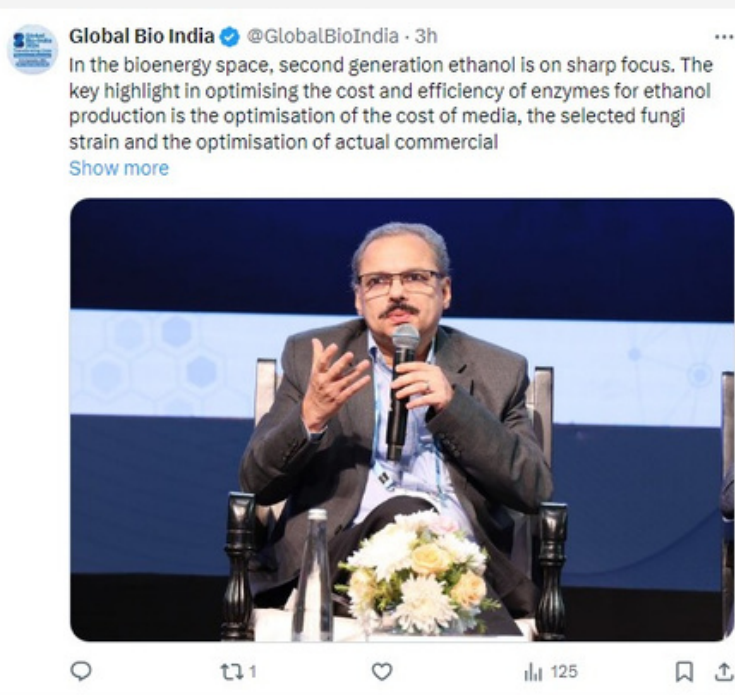 Global Bio India @GlobalBioIndia · 3h
In the bioenergy space, second generation ethanol is on sharp focus. The
key highlight in optimising the cost and efficiency of enzymes for ethanol
production is the optimisation of the cost of media, the selected fungi
strain and the optimisation of actual commercial
Show more
1 125